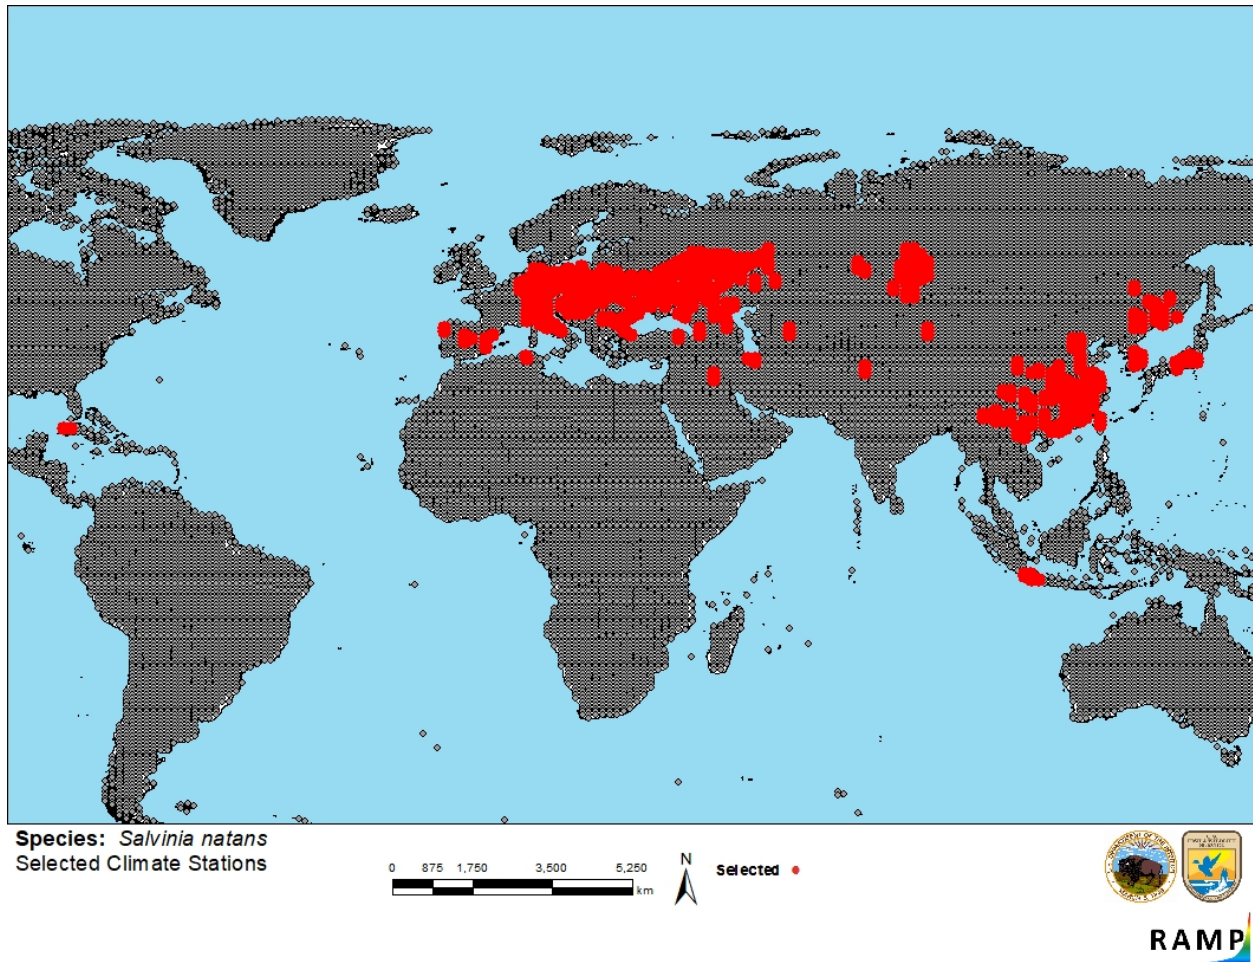 Species: Salvinia natans
Selected Climate Stations
0 875 1,750 3,500 5,250
km
N
Selected
RAMP